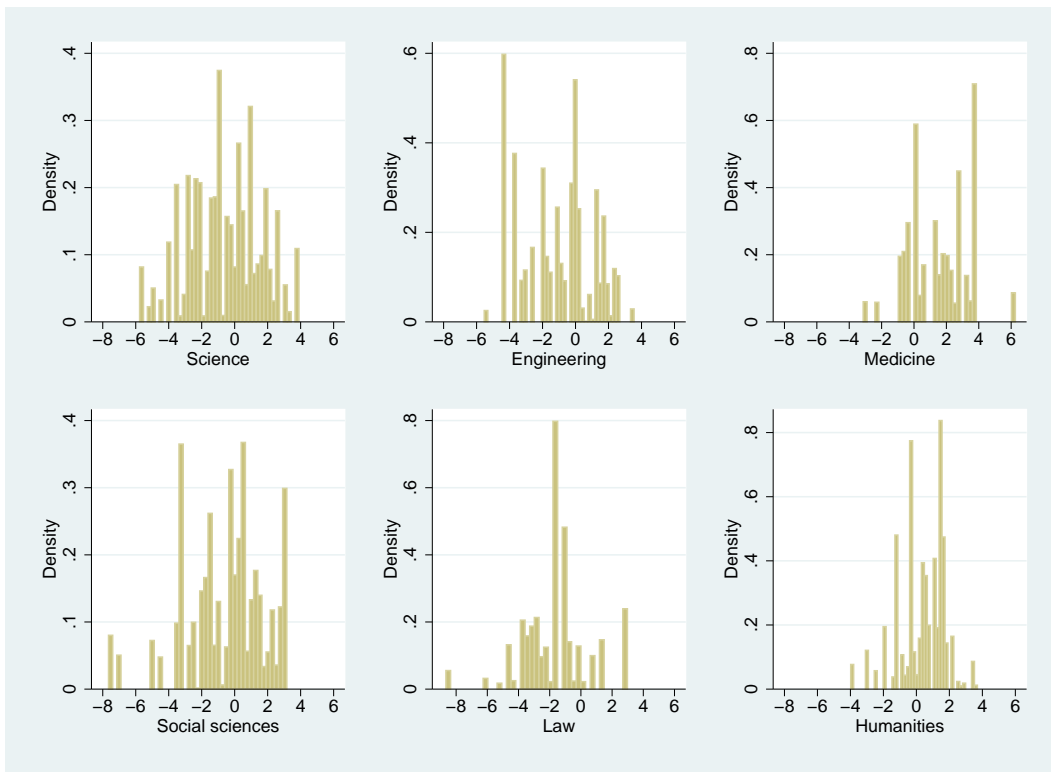 Density
0 .1 .2 .3 .4
−8 −6 −4 −2 0 2 4 6
Science
Density
0 .2 .4 .6
−8 −6 −4 −2 0 2 4 6
Engineering
Density
0 .2 .4 .6 .8
−8 −6 −4 −2 0 2 4 6
Medicine
Density
0 .1 .2 .3 .4
−8 −6 −4 −2 0 2 4 6
Social sciences
Density
0 .2 .4 .6 .8
−8 −6 −4 −2 0 2 4 6
Law
Density
0 .2 .4 .6 .8
−8 −6 −4 −2 0 2 4 6
Humanities